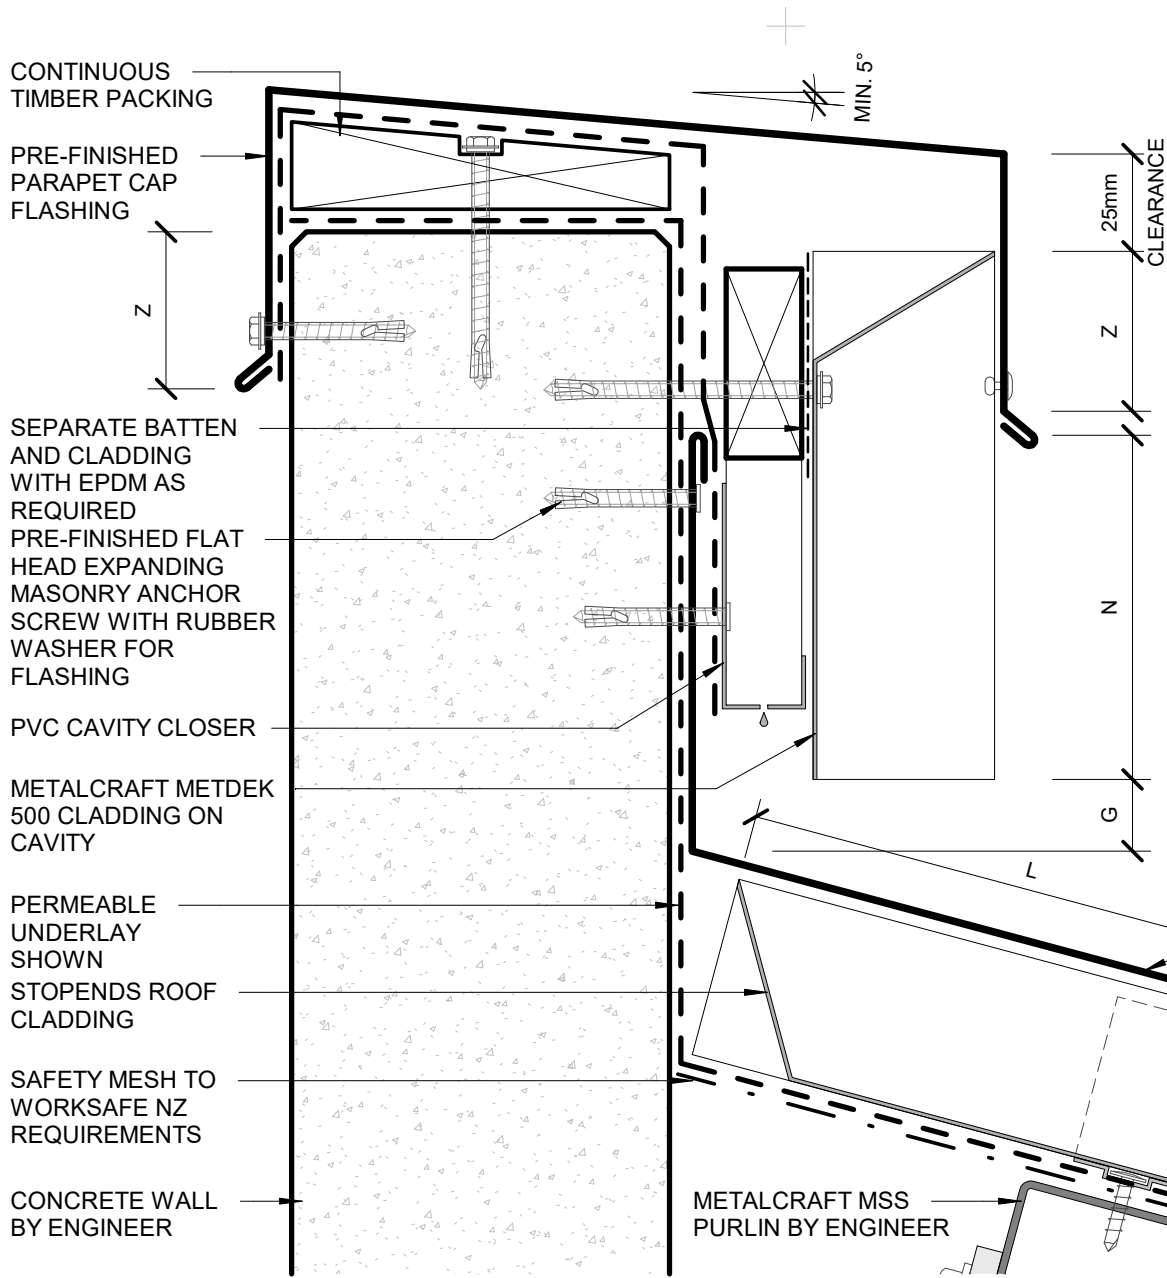 CONTINUOUS
TIMBER PACKING
PRE-FINISHED
PARAPET CAP
FLASHING
Z
SEPARATE BATTEN
AND CLADDING
WITH EPDM AS
REQUIRED
PRE-FINISHED FLAT
HEAD EXPANDING
MASONRY ANCHOR
SCREW WITH RUBBER
WASHER FOR
FLASHING
PVC CAVITY CLOSER
METALCRAFT METDEK
500 CLADDING ON
CAVITY
PERMEABLE
UNDERLAY
SHOWN
STOPENDS ROOF
CLADDING
SAFETY MESH TO
WORKSAFE NZ
REQUIREMENTS
CONCRETE WALL
BY ENGINEER
METALCRAFT MSS
PURLIN BY ENGINEER
MIN. 5°
25mm
CLEARANCE
Z
N
G
L